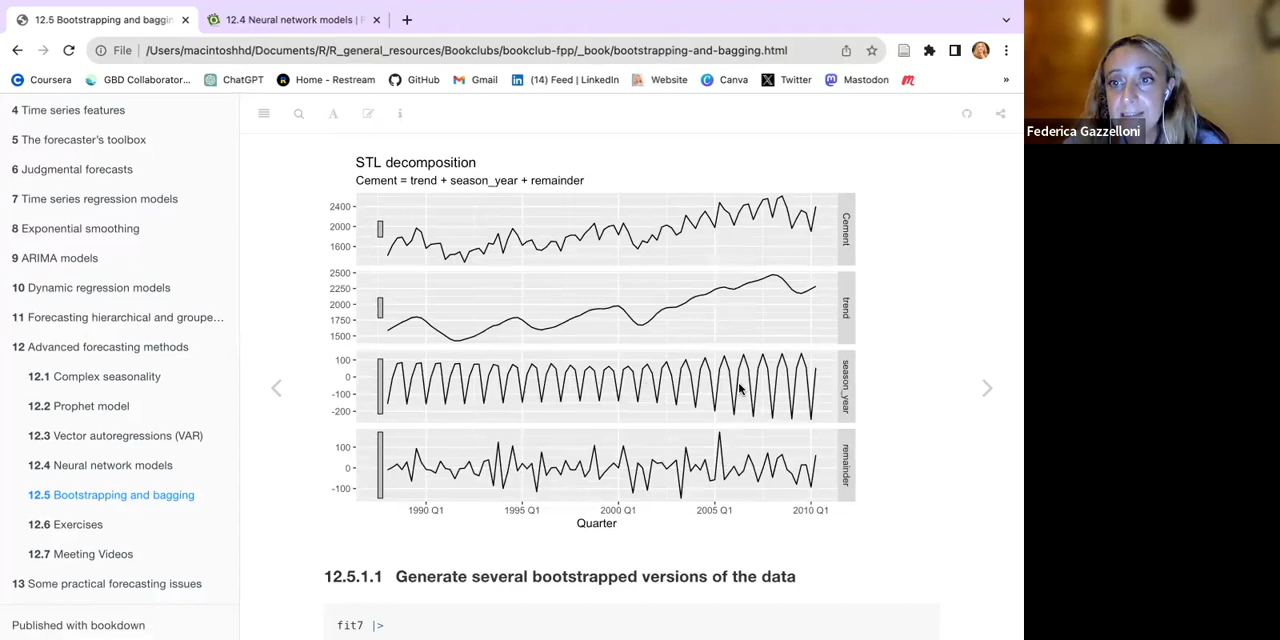 12.5 Bootstrapping and baggin
12.4 Neural network models | F
File
/Users/macintoshhd/Documents/R/R_general_resources/Bookclubs/bookclub-fpp/_book/bootstrapping-and-bagging.html
Coursera
GBD Collaborator...
ChatGPT
Home - Restream
GitHub
Gmail
(14) Feed | LinkedIn
Website
Canva
Twitter
Mastodon
»
Federica Gazzelloni
4 Time series features
5 The forecaster's toolbox
6 Judgmental forecasts
7 Time series regression models
8 Exponential smoothing
9 ARIMA models
10 Dynamic regression models
11 Forecasting hierarchical and groupe...
12 Advanced forecasting methods
12.1 Complex seasonality
12.2 Prophet model
12.3 Vector autoregressions (VAR)
12.4 Neural network models
12.5 Bootstrapping and bagging
12.6 Exercises
12.7 Meeting Videos
13 Some practical forecasting issues
Published with bookdown
STL decomposition
Cement = trend + season_year + remainder
2400
2000
1600
Cement
2500
2250
2000
1750
1500
trend
100
0
-100
-200
season_year
100
0
-100
remainder
1990 Q1
1995 Q1
2000 Q1
2005 Q1
2010 Q1
Quarter
12.5.1.1 Generate several bootstrapped versions of the data
fit7 |>